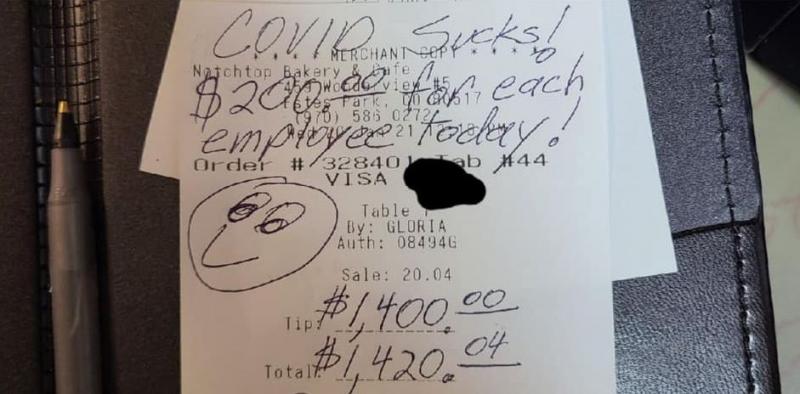 COVID Sucks!
* * * * MERCHANT COPY * * * *
Notchtop Bakery & Cafe
$200.00 for each
Estes Park, CO 80517
(970) 586 0272
employee today!
Order # 328401 Tab #44
VISA
Table
By: GLORIA
Auth: 08494G
Sale: 20.04
Tip: $1,400.00
Total: $1,420.04